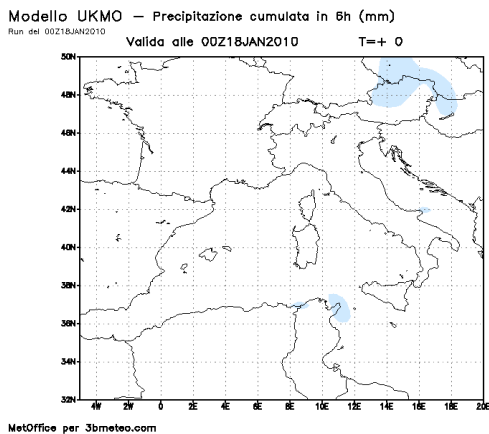 Modello UKMO – Precipitazione cumulata in 6h (mm)
Run del 00Z18JAN2010
Valida alle 00Z18JAN2010 T=+ 0
50N
48N
46N
44N
42N
40N
38N
36N
34N
32N
4W 2W 0 2E 4E 6E 8E 10E 12E 14E 16E 18E 20E
MetOffice per 3bmeteo.com